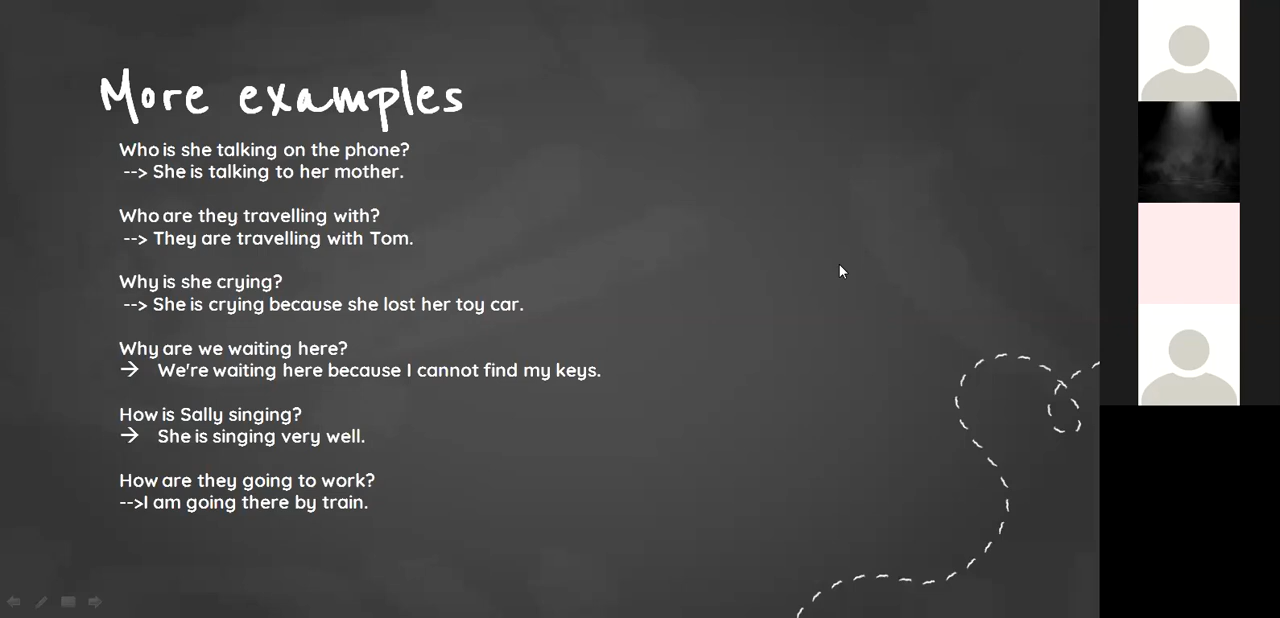 More examples
Who is she talking on the phone?
--> She is talking to her mother.
Who are they travelling with?
--> They are travelling with Tom.
Why is she crying?
--> She is crying because she lost her toy car.
Why are we waiting here?
→ We're waiting here because I cannot find my keys.
How is Sally singing?
→ She is singing very well.
How are they going to work?
-->I am going there by train.